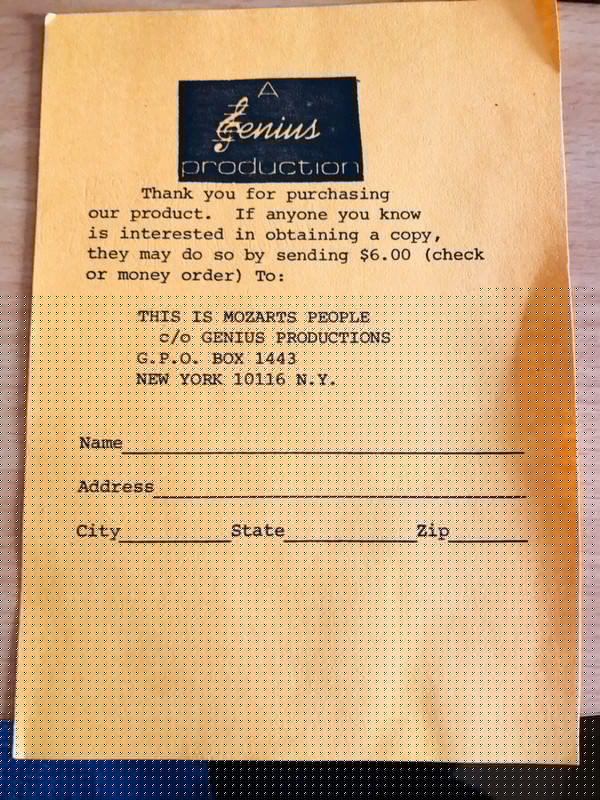 A
Genius
production
Thank you for purchasing
our product. If anyone you know
is interested in obtaining a copy,
they may do so by sending $6.00 (check
or money order) To:
THIS IS MOZARTS PEOPLE
c/o GENIUS PRODUCTIONS
G.P.O. BOX 1443
NEW YORK 10116 N.Y.
Name
Address
City State Zip